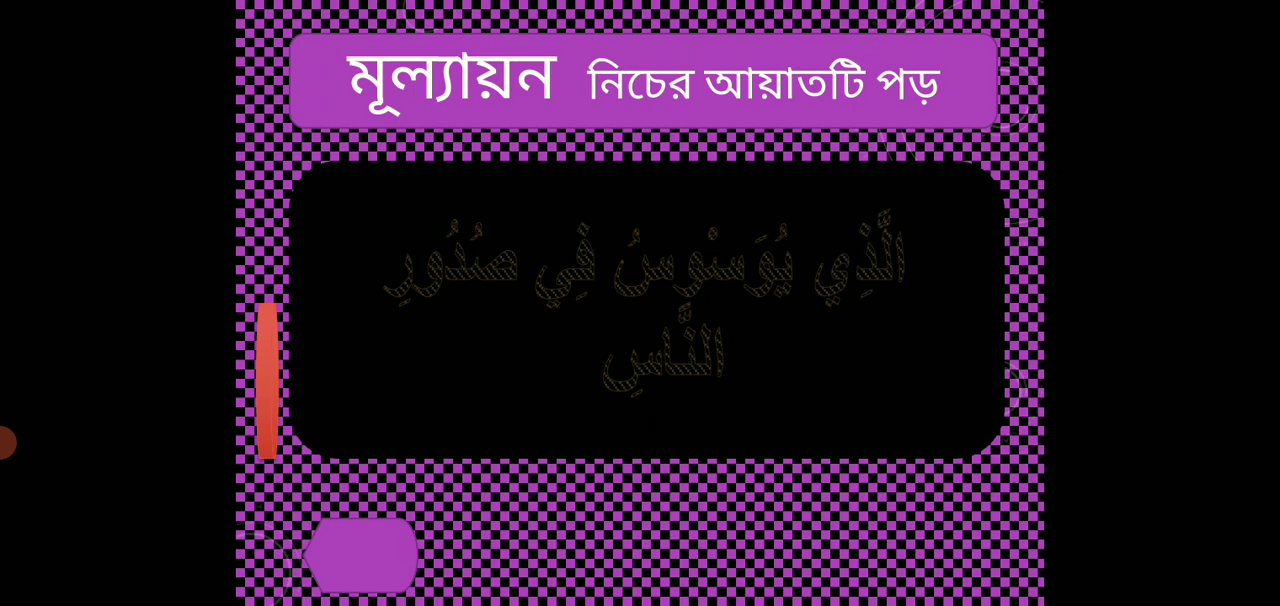 মূল্যায়ন নিচের আয়াতটি পড়
الَّذِي يُوَسْوِسُ فِي صُدُورِ
النَّاسِ